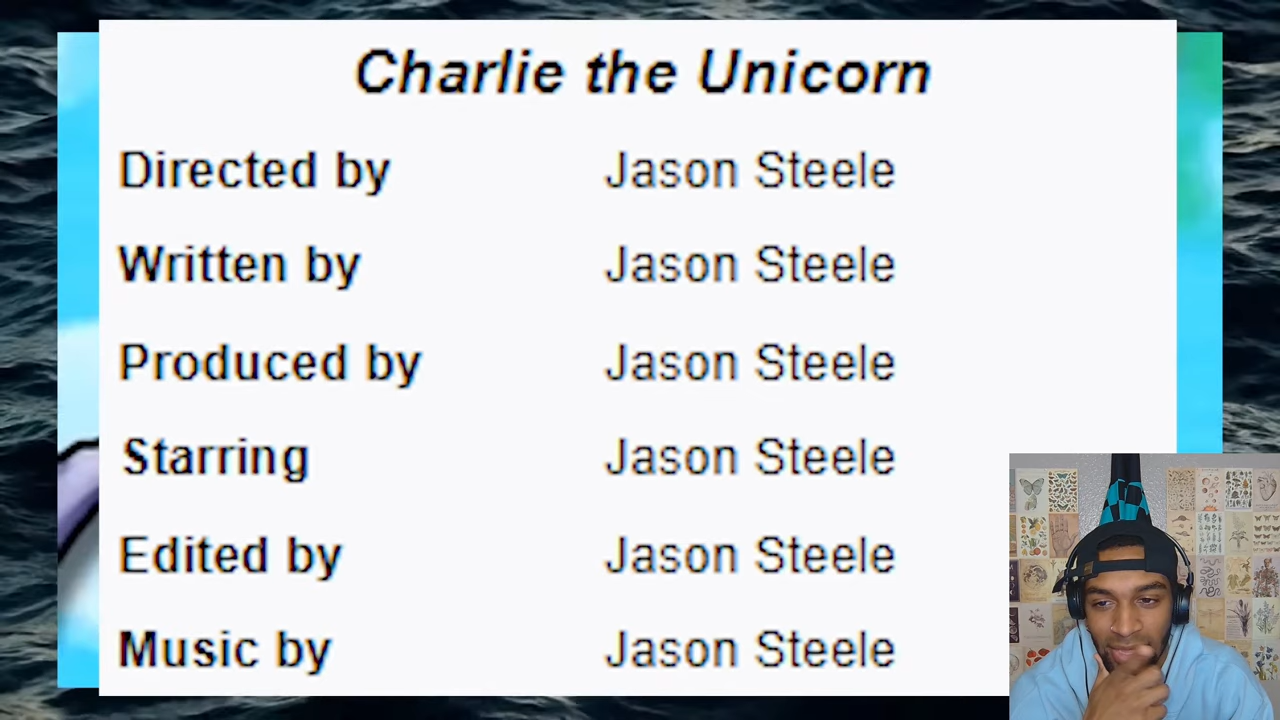 Charlie the Unicorn
Directed by Jason Steele
Written by Jason Steele
Produced by Jason Steele
Starring Jason Steele
Edited by Jason Steele
Music by Jason Steele